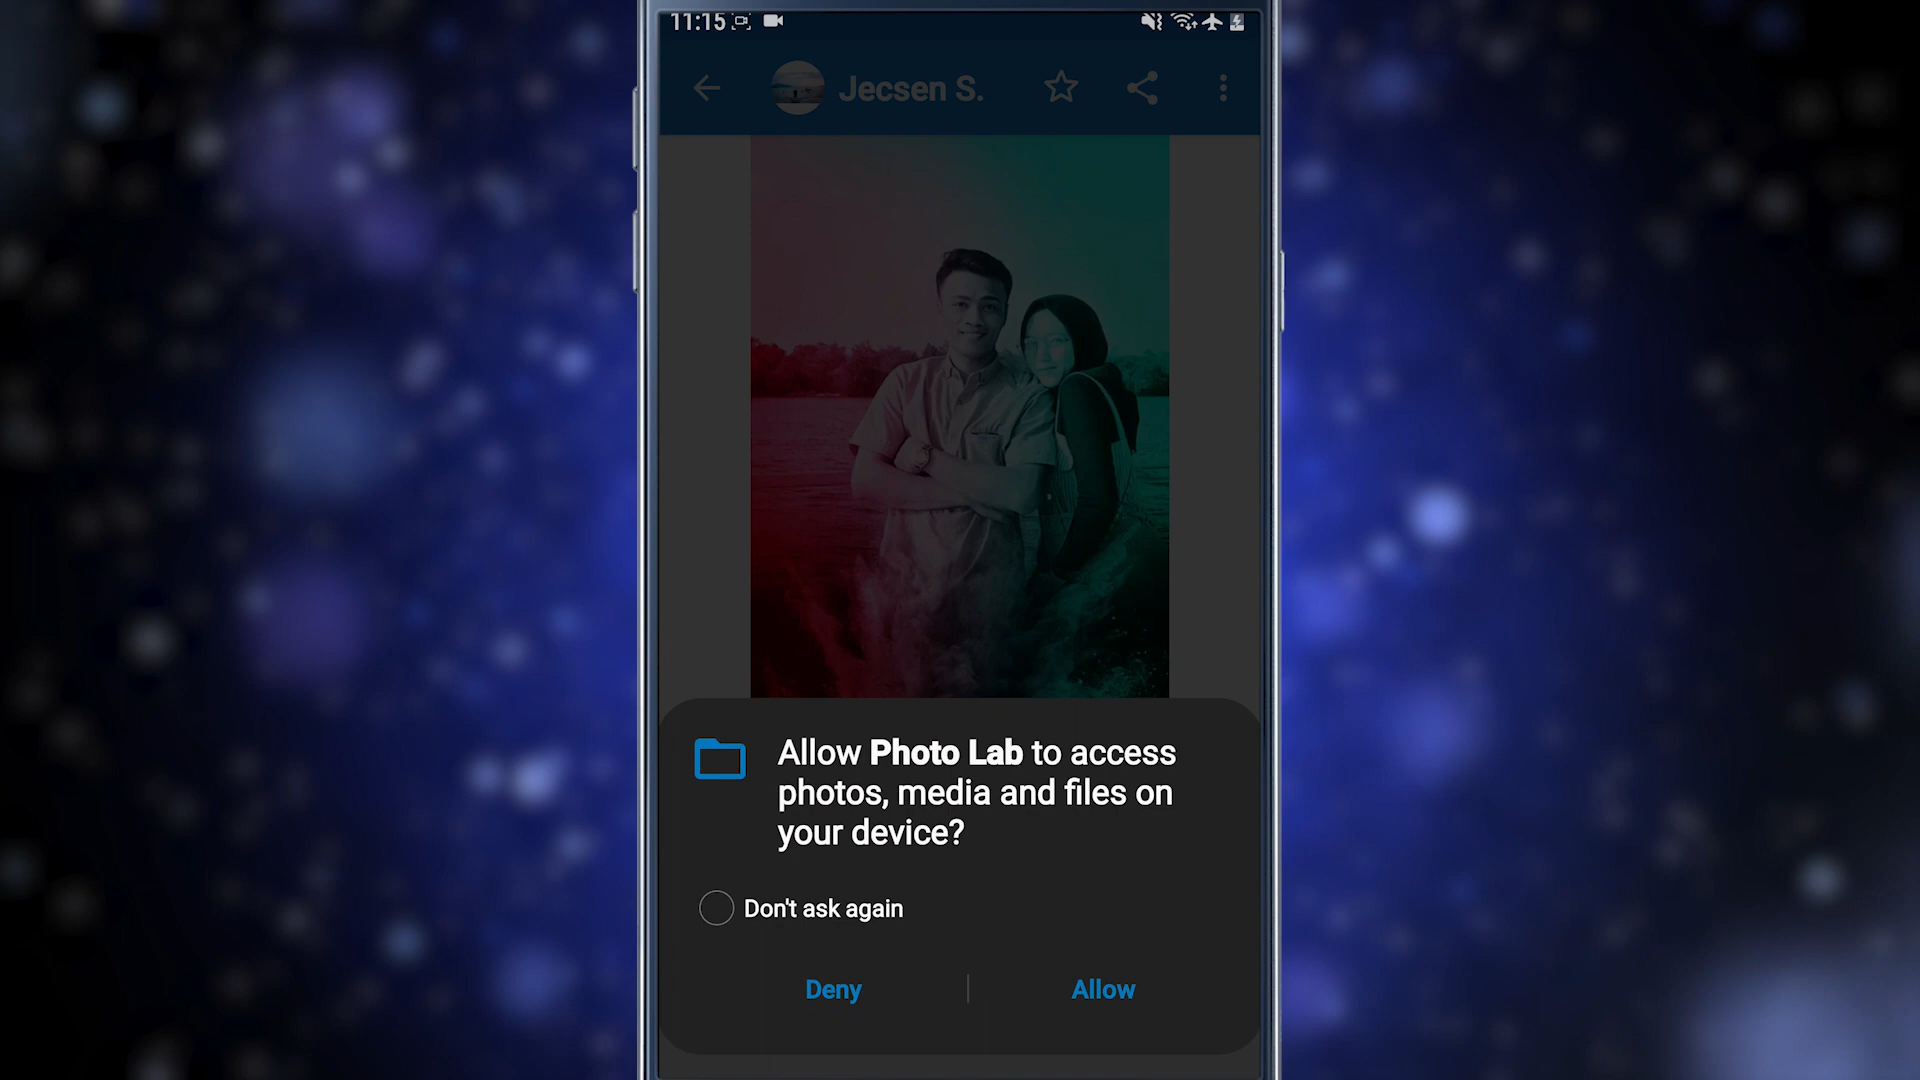 11:15
Jecsen S.
Allow Photo Lab to access
photos, media and files on
your device?
Don't ask again
Deny
Allow